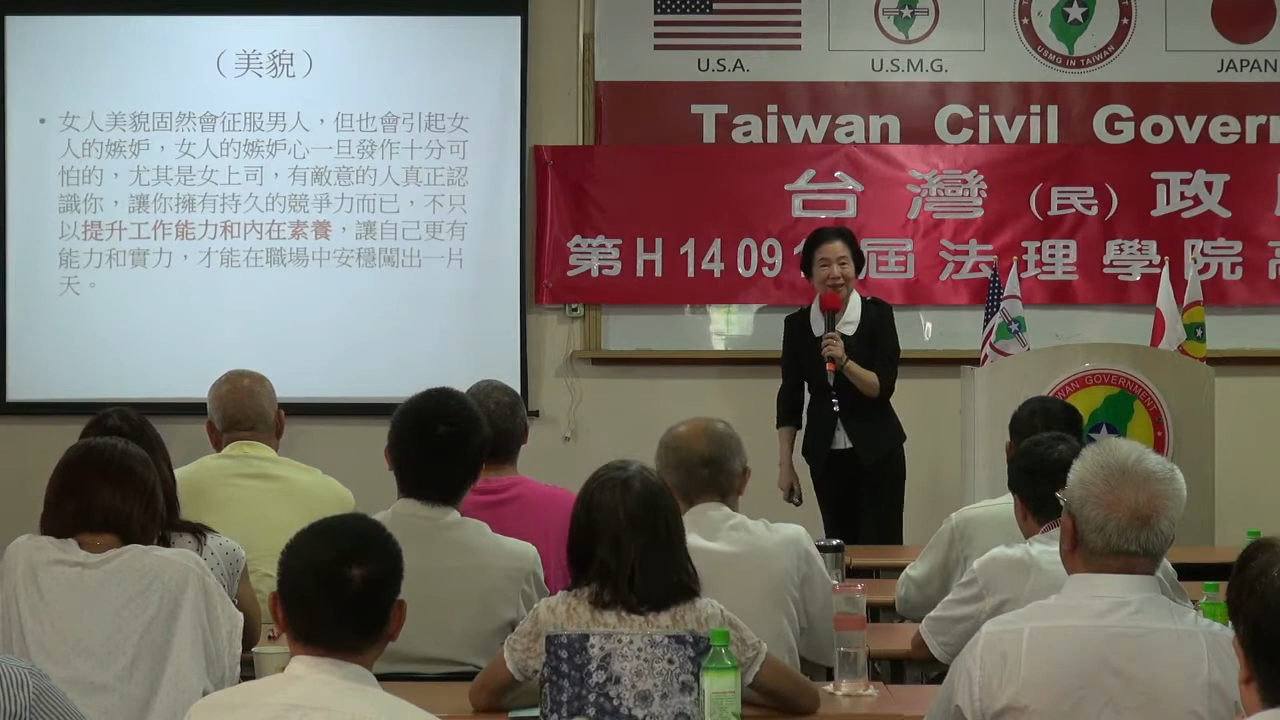 （美貌）
• 女人美貌固然會征服男人，但也會引起女
人的嫉妒，女人的嫉妒心一旦發作十分可
怕的，尤其是女上司，有敵意的人真正認
識你，讓你擁有持久的競爭力而已，不只
以提升工作能力和內在素養，讓自己更有
能力和實力，才能在職場中安穩闖出一片
天。
U.S.A.
U.S.M.G.
USMG IN TAIWAN
JAPAN
Taiwan Civil Govern
台灣（民）政
第H 14 09 屆 法 理 學 院 高
TAIWAN GOVERNMENT